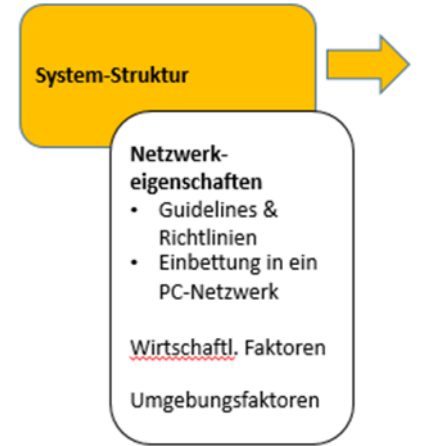 System-Struktur
Netzwerk-
eigenschaften
• Guidelines &
Richtlinien
• Einbettung in ein
PC-Netzwerk
Wirtschaftl. Faktoren
Umgebungsfaktoren